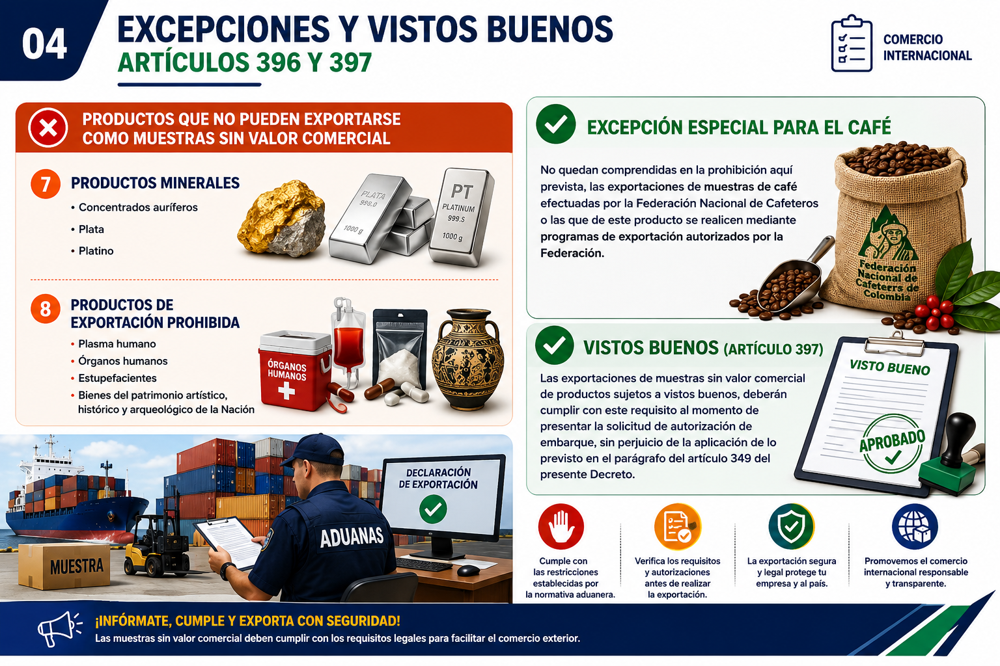 04
EXCEPCIONES Y VISTOS BUENOS
ARTÍCULOS 396 Y 397
COMERCIO
INTERNACIONAL
PRODUCTOS QUE NO PUEDEN EXPORTARSE
COMO MUESTRAS SIN VALOR COMERCIAL
7
PRODUCTOS MINERALES
• Concentrados auríferos
• Plata
• Platino
PLATA
999.0
1000 g
PT
PLATINUM
999.S
1000 g
8
PRODUCTOS DE
EXPORTACIÓN PROHIBIDA
• Plasma humano
• Órganos humanos
• Estupefacientes
• Bienes del patrimonio artístico,
histórico y arqueológico de la Nación
ÓRGANOS
HUMANOS
EXCEPCIÓN ESPECIAL PARA EL CAFÉ
No quedan comprendidas en la prohibición aquí
prevista, las exportaciones de muestras de café
efectuadas por la Federación Nacional de Cafeteros
o las que de este producto se realicen mediante
programas de exportación autorizados por la
Federación.
Federación
Nacional de
Cafeterrs de
Colombia
VISTOS BUENOS (ARTÍCULO 397)
Las exportaciones de muestras sin valor comercial
de productos sujetos a vistos buenos, deberán
cumplir con este requisito al momento de
presentar la solicitud de autorización de
embarque, sin perjuicio de la aplicación de lo
previsto en el parágrafo del artículo 349 del
presente Decreto.
VISTO BUENO
APROBADO
MUESTRA
ADUANAS
DECLARACIÓN
DE EXPORTACIÓN
Cumple con
las restricciones
establecidas por
la normativa aduanera.
Verifica los requisitos
y autorizaciones
antes de realizar
la exportación.
La exportación segura
y legal protege tu
empresa y al país.
Promovemos el comercio
internacional responsable
y transparente.
¡INFÓRMATE, CUMPLE Y EXPORTA CON SEGURIDAD!
Las muestras sin valor comercial deben cumplir con los requisitos legales para facilitar el comercio exterior.